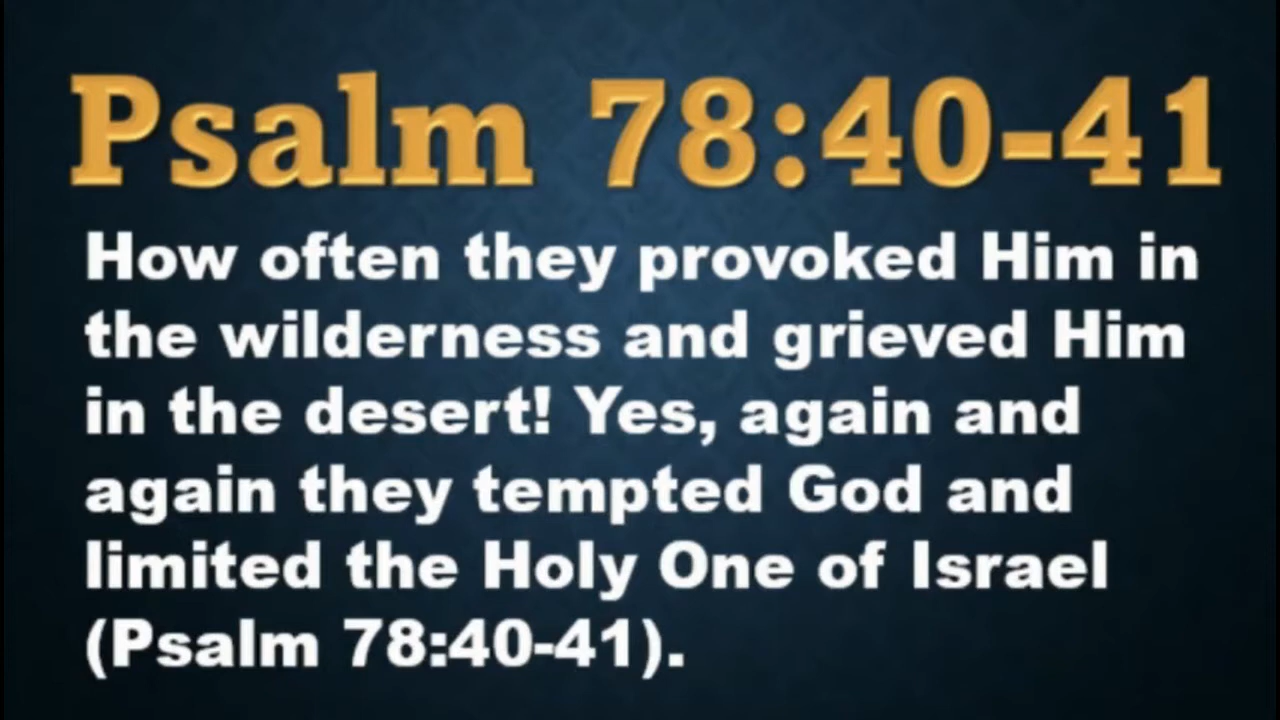 Psalm 78:40-41
How often they provoked Him in
the wilderness and grieved Him
in the desert! Yes, again and
again they tempted God and
limited the Holy One of Israel
(Psalm 78:40-41).